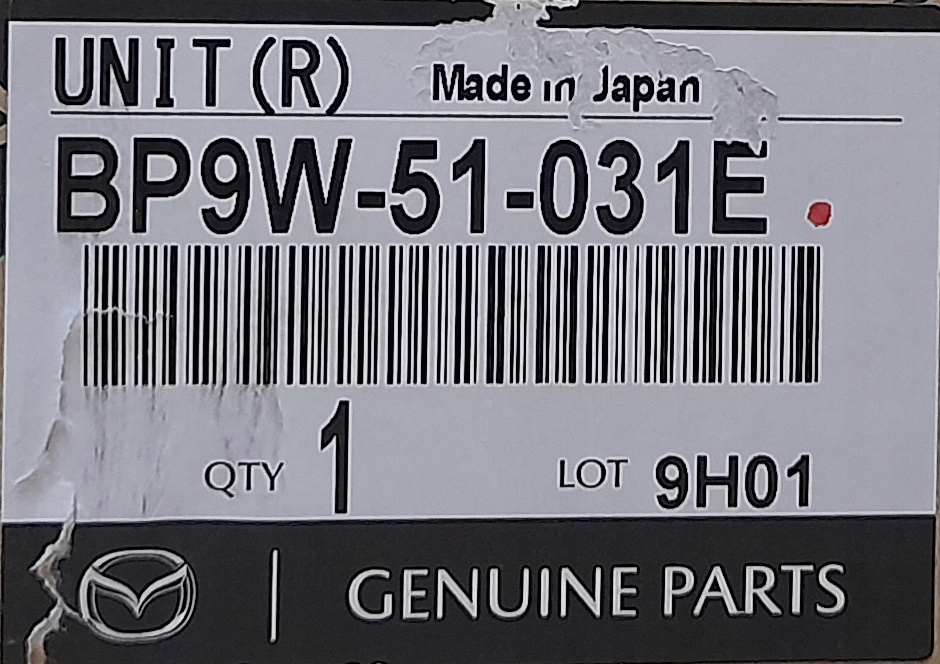 UNIT(R) Made in Japan
BP9W-51-031E
QTY 1 LOT 9H01
GENUINE PARTS